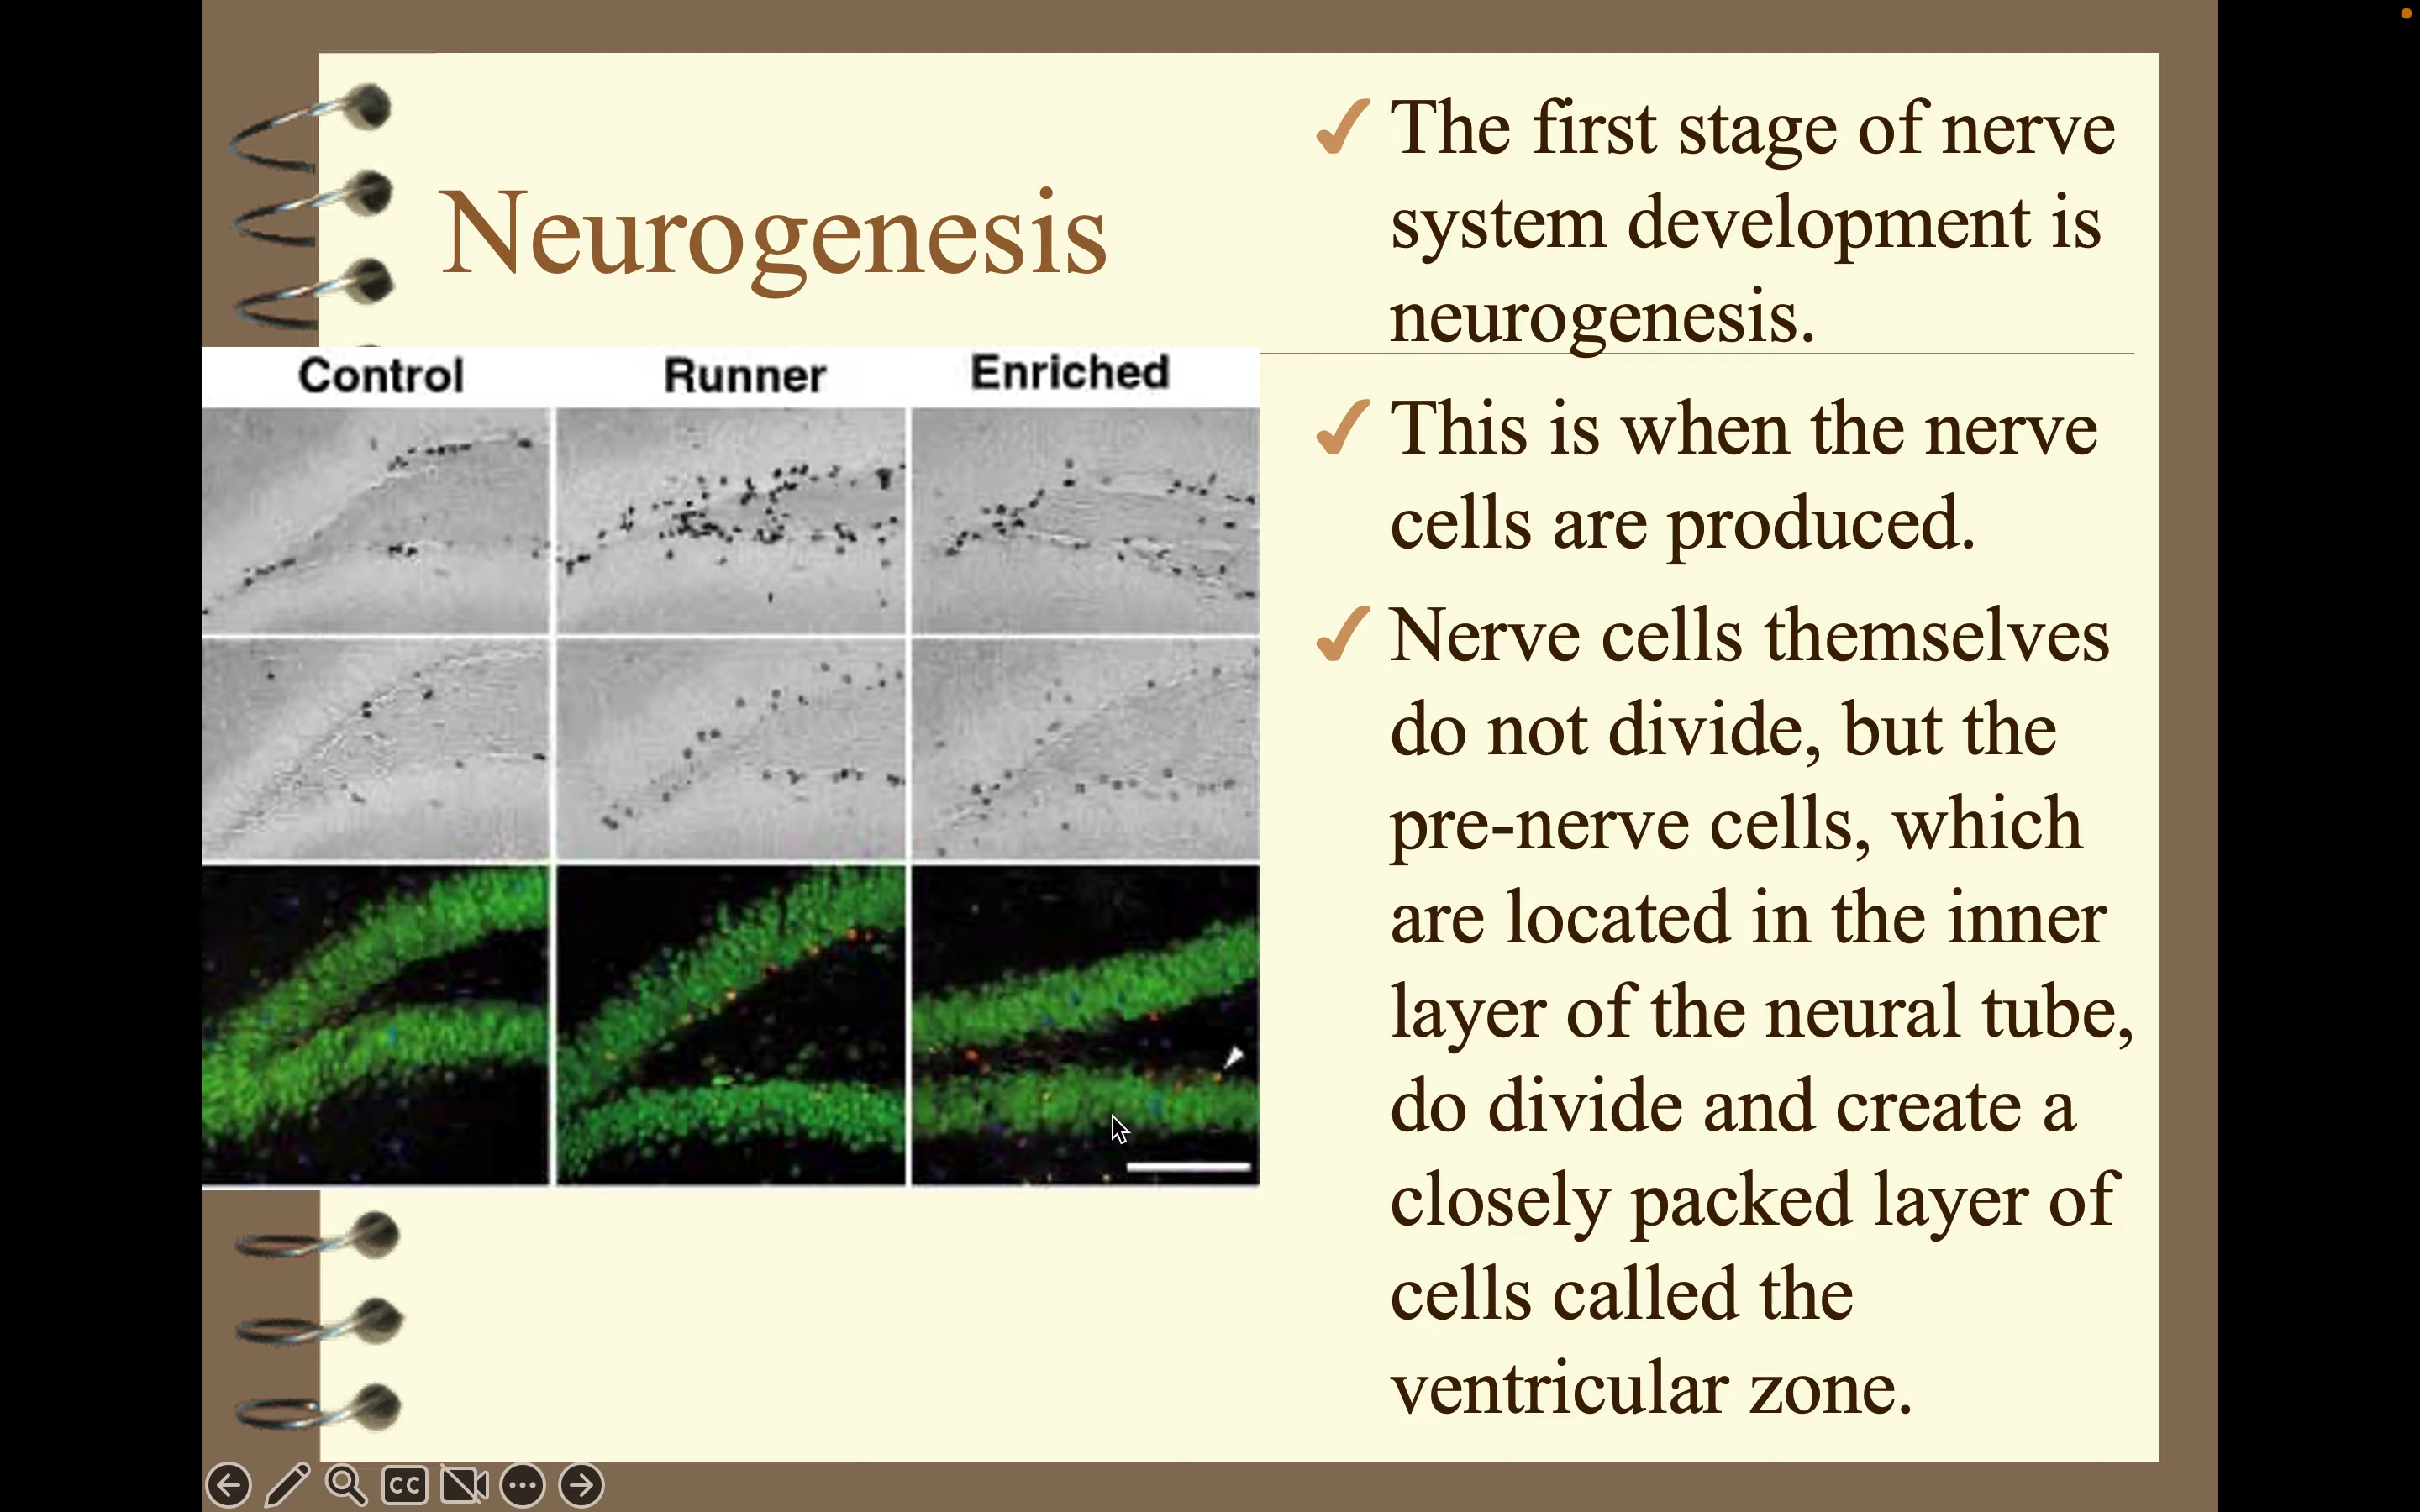 Neurogenesis
Control Runner Enriched
The first stage of nerve
system development is
neurogenesis.
This is when the nerve
cells are produced.
Nerve cells themselves
do not divide, but the
pre-nerve cells, which
are located in the inner
layer of the neural tube,
do divide and create a
closely packed layer of
cells called the
ventricular zone.
CC